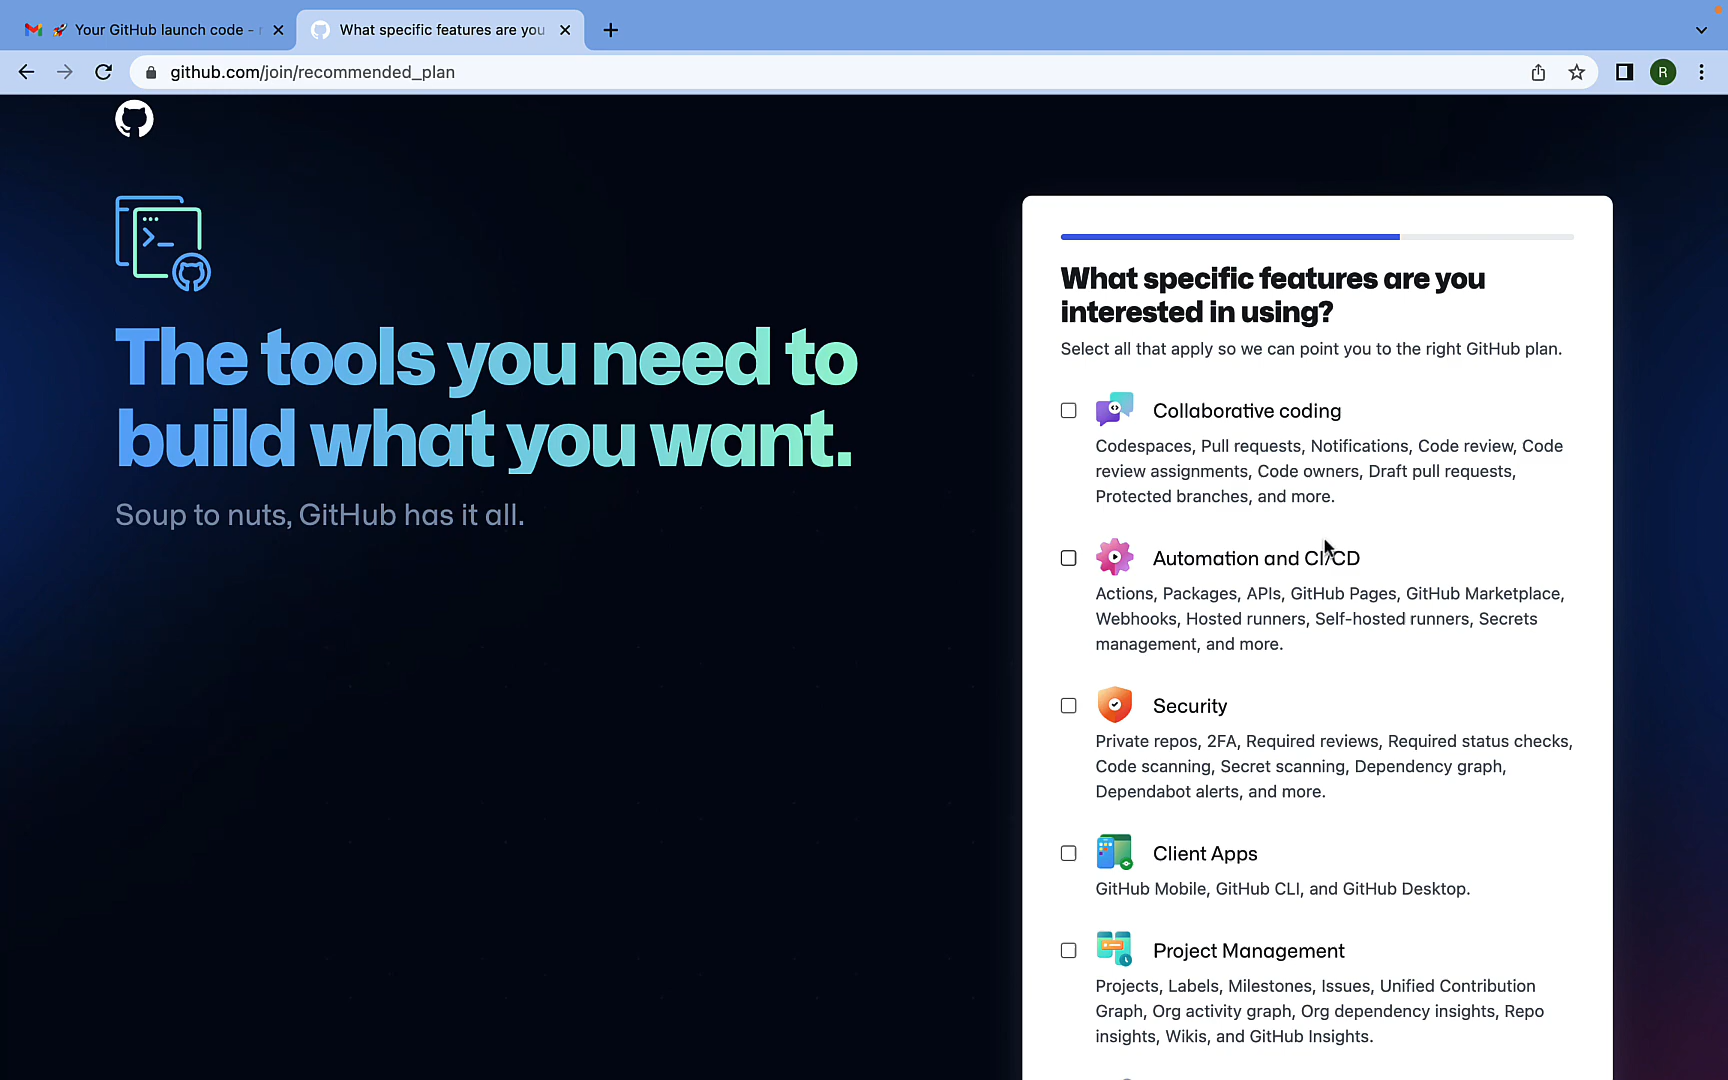 Your GitHub launch code -
What specific features are you
github.com/join/recommended_plan
R
The tools you need to
build what you want.
Soup to nuts, GitHub has it all.
What specific features are you
interested in using?
Select all that apply so we can point you to the right GitHub plan.
Collaborative coding
Codespaces, Pull requests, Notifications, Code review, Code
review assignments, Code owners, Draft pull requests,
Protected branches, and more.
Automation and CI/CD
Actions, Packages, APIs, GitHub Pages, GitHub Marketplace,
Webhooks, Hosted runners, Self-hosted runners, Secrets
management, and more.
Security
Private repos, 2FA, Required reviews, Required status checks,
Code scanning, Secret scanning, Dependency graph,
Dependabot alerts, and more.
Client Apps
GitHub Mobile, GitHub CLI, and GitHub Desktop.
Project Management
Projects, Labels, Milestones, Issues, Unified Contribution
Graph, Org activity graph, Org dependency insights, Repo
insights, Wikis, and GitHub Insights.